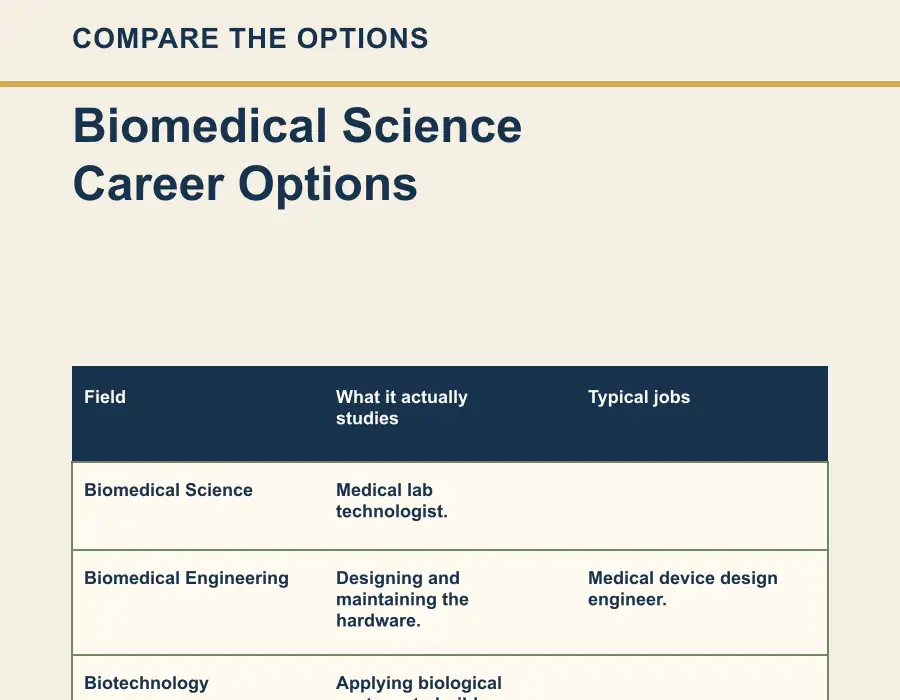 COMPARE THE OPTIONS
Biomedical Science
Career Options
Field
What it actually
studies
Typical jobs
Biomedical Science
Medical lab
technologist.
Biomedical Engineering
Designing and
maintaining the
hardware.
Medical device design
engineer.
Biotechnology
Applying biological